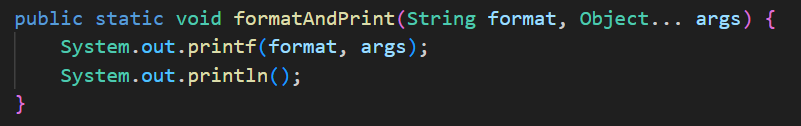 public static void formatAndPrint(String format, Object... args) {
    System.out.printf(format, args);
    System.out.println();
}